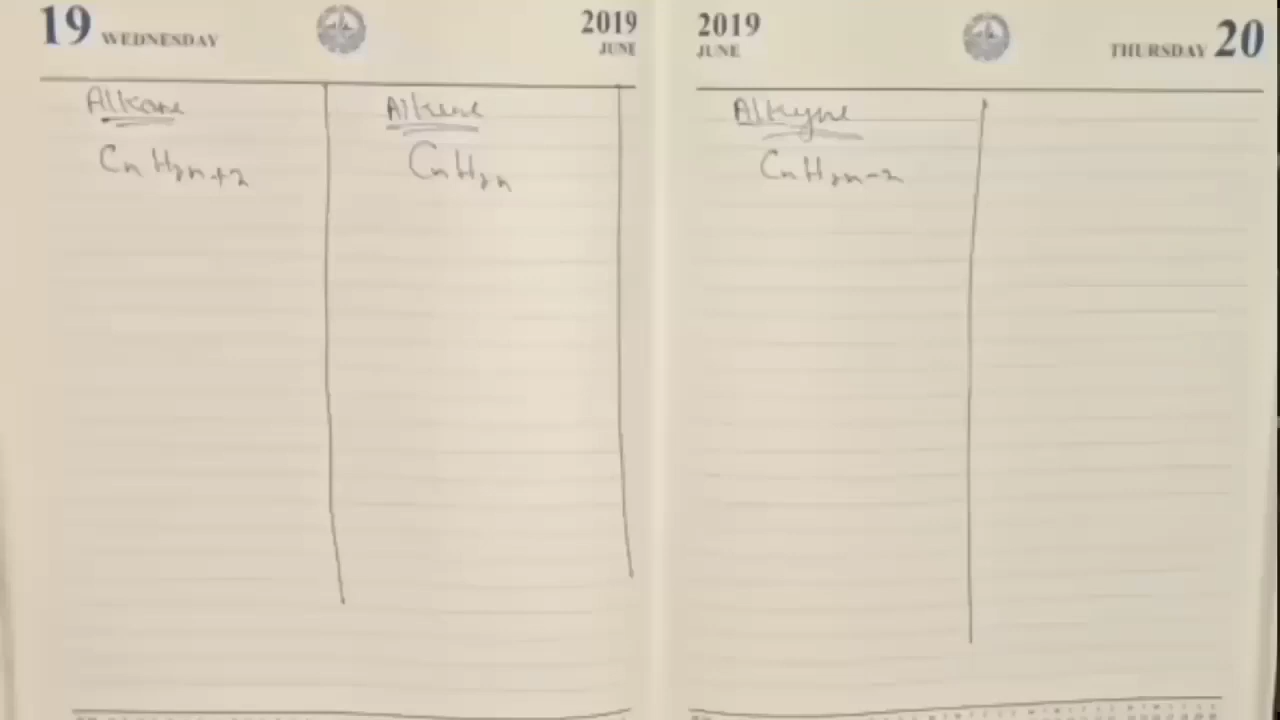 19 WEDNESDAY
2019
JUNE
Alkane
CnH2n+2
Alkene
CnH2n
2019
JUNE
THURSDAY 20
Alkyne
CnH2n-2